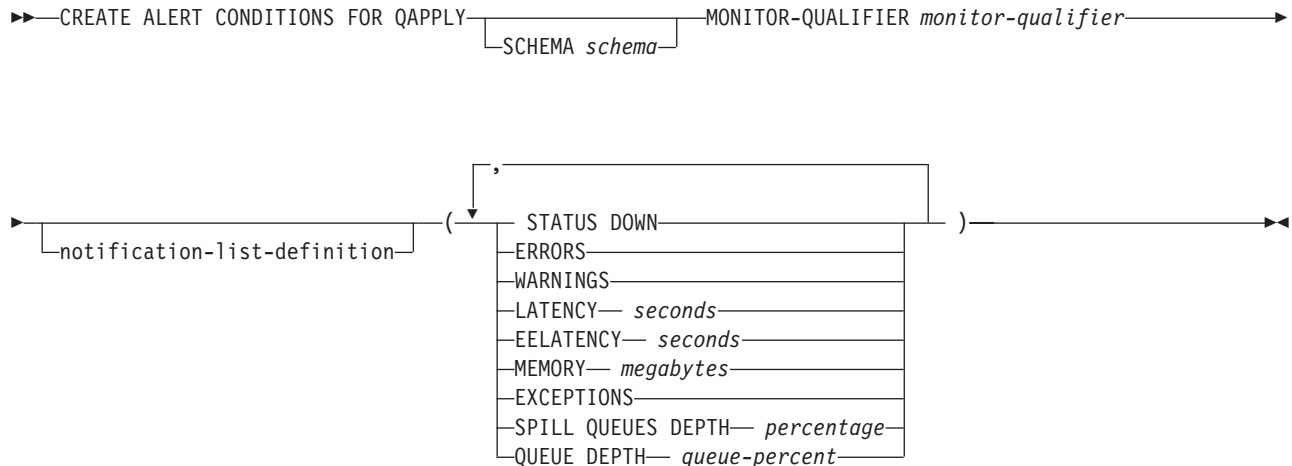 CREATE ALERT CONDITIONS FOR QAPPLY MONITOR-QUALIFIER monitor-qualifier
SCHEMA schema
,
( STATUS DOWN )
notification-list-definition
ERRORS
WARNINGS
LATENCY seconds
EELATENCY seconds
MEMORY megabytes
EXCEPTIONS
SPILL QUEUES DEPTH percentage
QUEUE DEPTH queue-percent